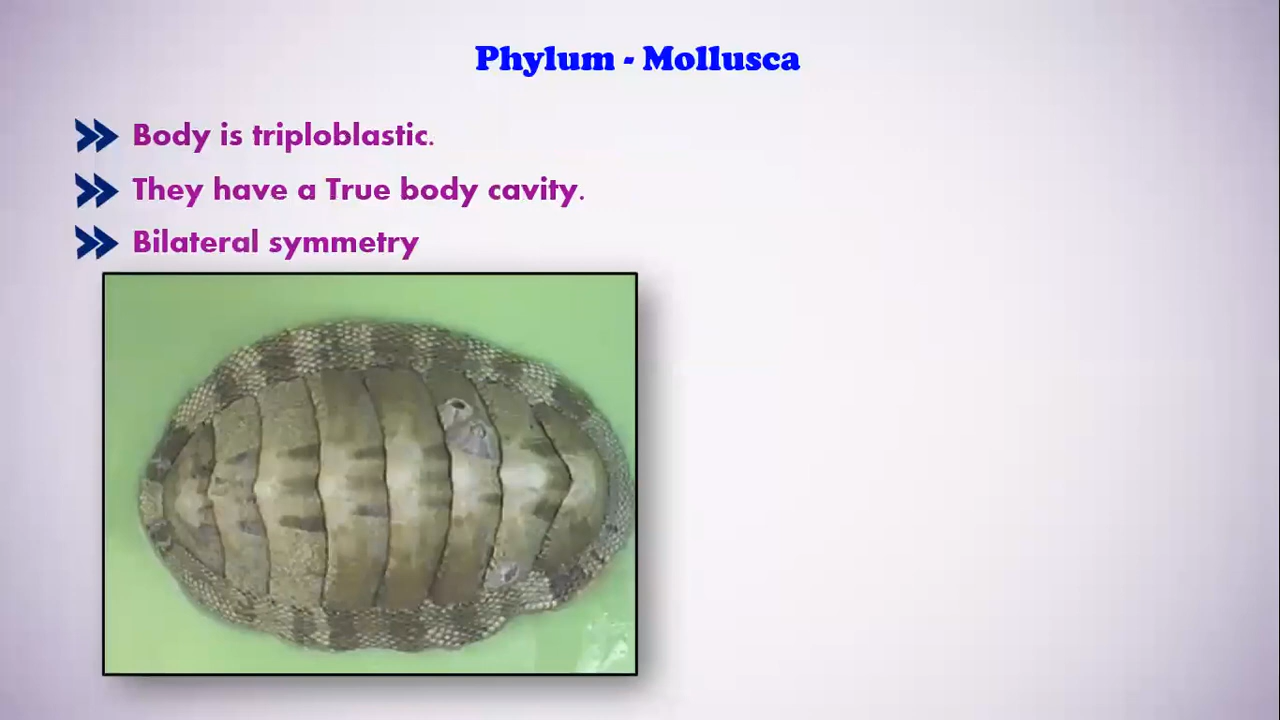 Phylum - Mollusca
Body is triploblastic.
They have a True body cavity.
Bilateral symmetry